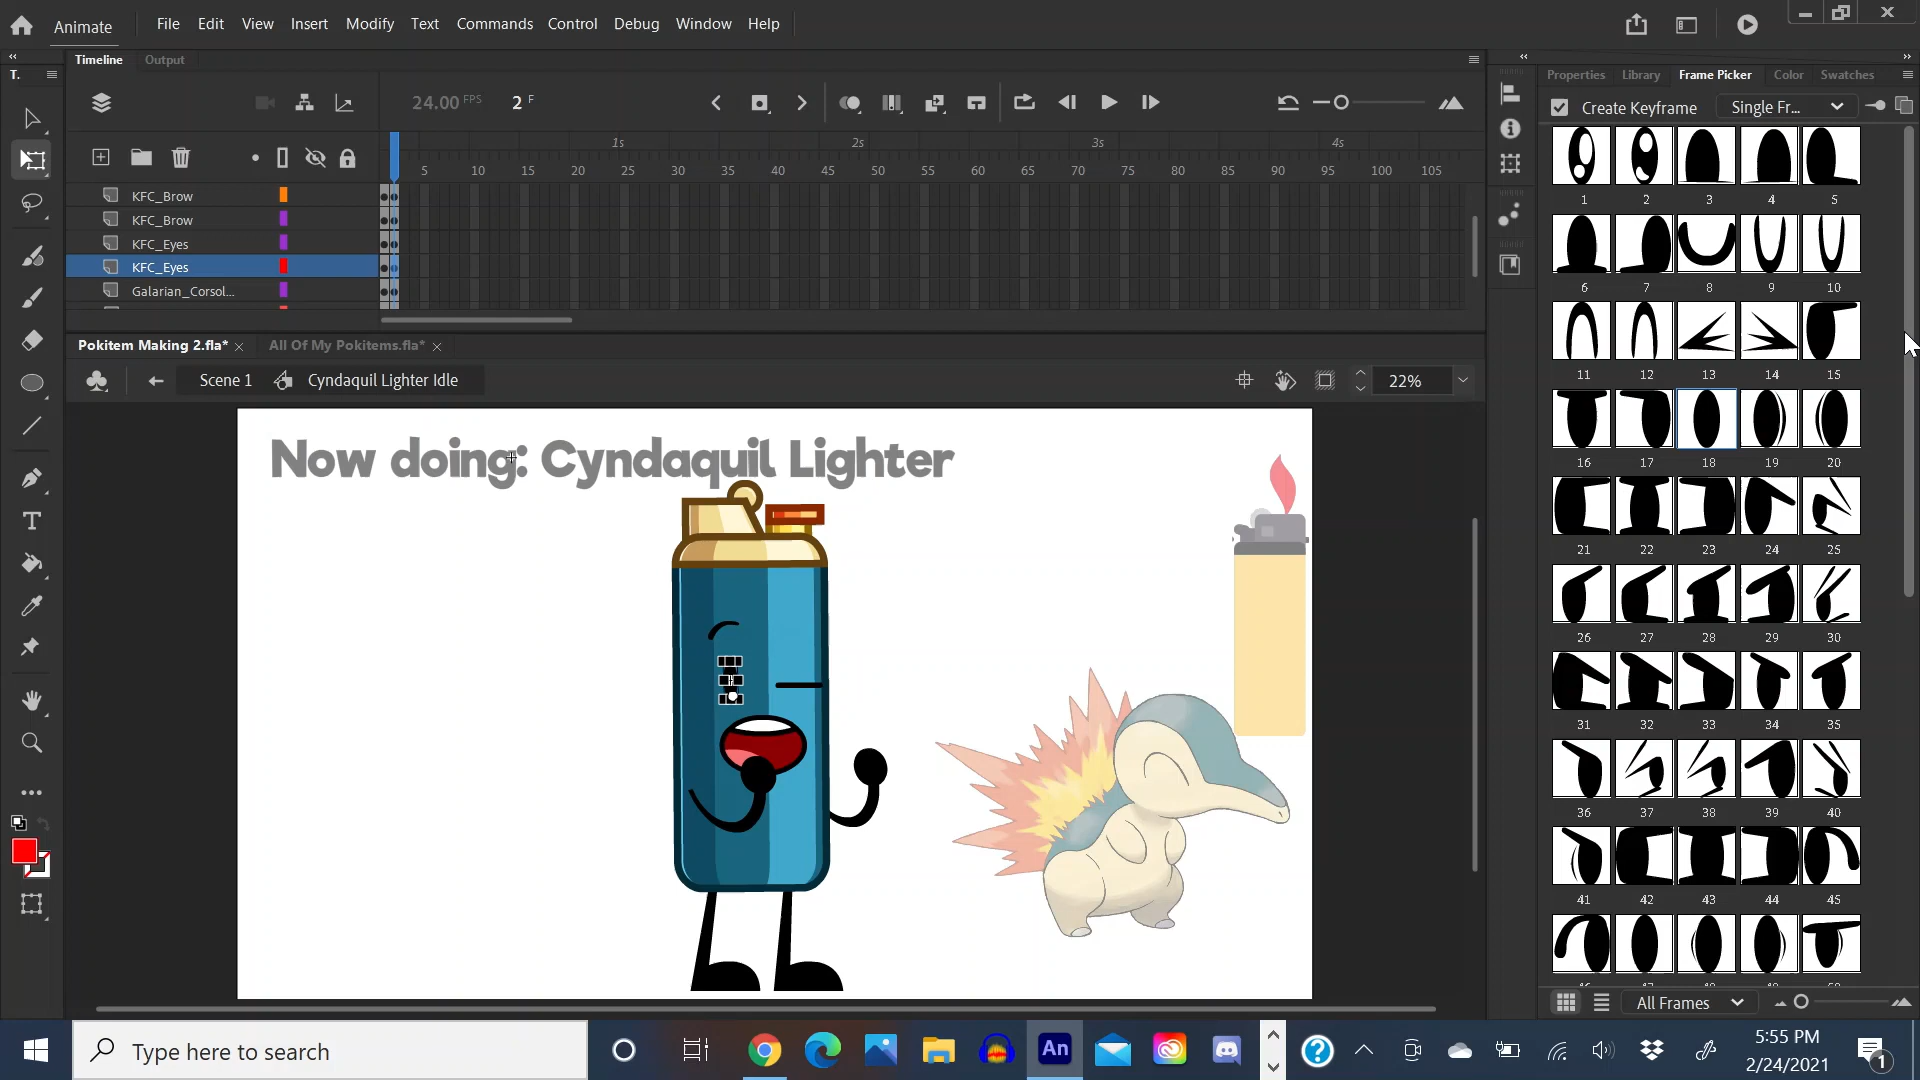 Animate File Edit View Insert Modify Text Commands Control Debug Window Help
Timeline Output
T.
Properties Library Frame Picker Color Swatches
24.00 FPS 2 F
Create Keyframe Single Fr...
1s 2s 3s 4s
5 10 15 20 25 30 35 40 45 50 55 60 65 70 75 80 85 90 95 100 105
KFC_Brow
KFC_Brow
KFC_Eyes
KFC_Eyes
Galarian_Corsol...
Pokitem Making 2.fla* × All Of My Pokitems.fla* ×
Scene 1 Cyndaquil Lighter Idle 22%
Now doing: Cyndaquil Lighter
1 2 3 4 5
6 7 8 9 10
11 12 13 14 15
16 17 18 19 20
21 22 23 24 25
26 27 28 29 30
31 32 33 34 35
36 37 38 39 40
41 42 43 44 45
All Frames
Type here to search
An
5:55 PM
2/24/2021
1